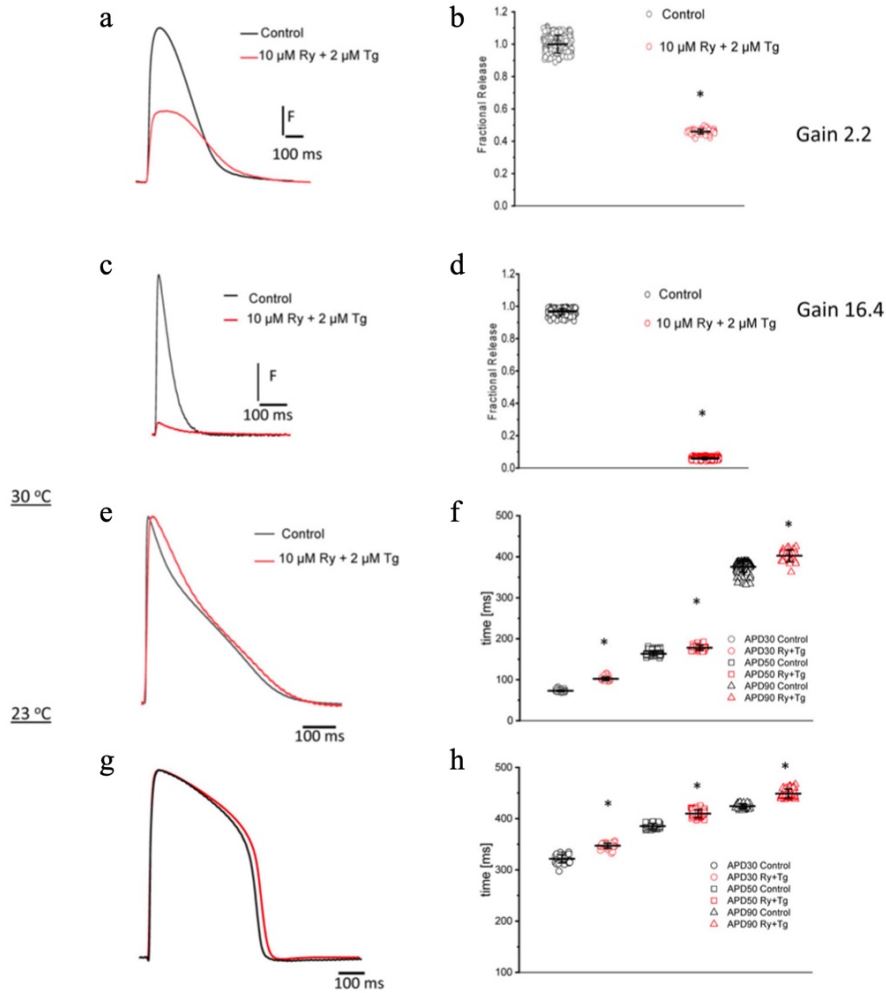 a
Control
10 µM Ry + 2 µM Tg
F
100 ms
b
Control
10 µM Ry + 2 µM Tg
*
Fractional Release
1.2
1.0
0.8
0.6
0.4
0.2
0.0
Gain 2.2
c
Control
10 µM Ry + 2 µM Tg
F
100 ms
d
Control
10 µM Ry + 2 µM Tg
*
Fractional Release
1.2
1.0
0.8
0.6
0.4
0.2
0.0
Gain 16.4
30 °C
e
Control
10 µM Ry + 2 µM Tg
100 ms
f
time [ms]
500
400
300
200
100
0
*
*
*
APD30 Control
APD30 Ry+Tg
APD50 Control
APD50 Ry+Tg
APD90 Control
APD90 Ry+Tg
23 °C
g
100 ms
h
time [ms]
500
400
300
200
100
*
*
*
APD30 Control
APD30 Ry+Tg
APD50 Control
APD50 Ry+Tg
APD90 Control
APD90 Ry+Tg